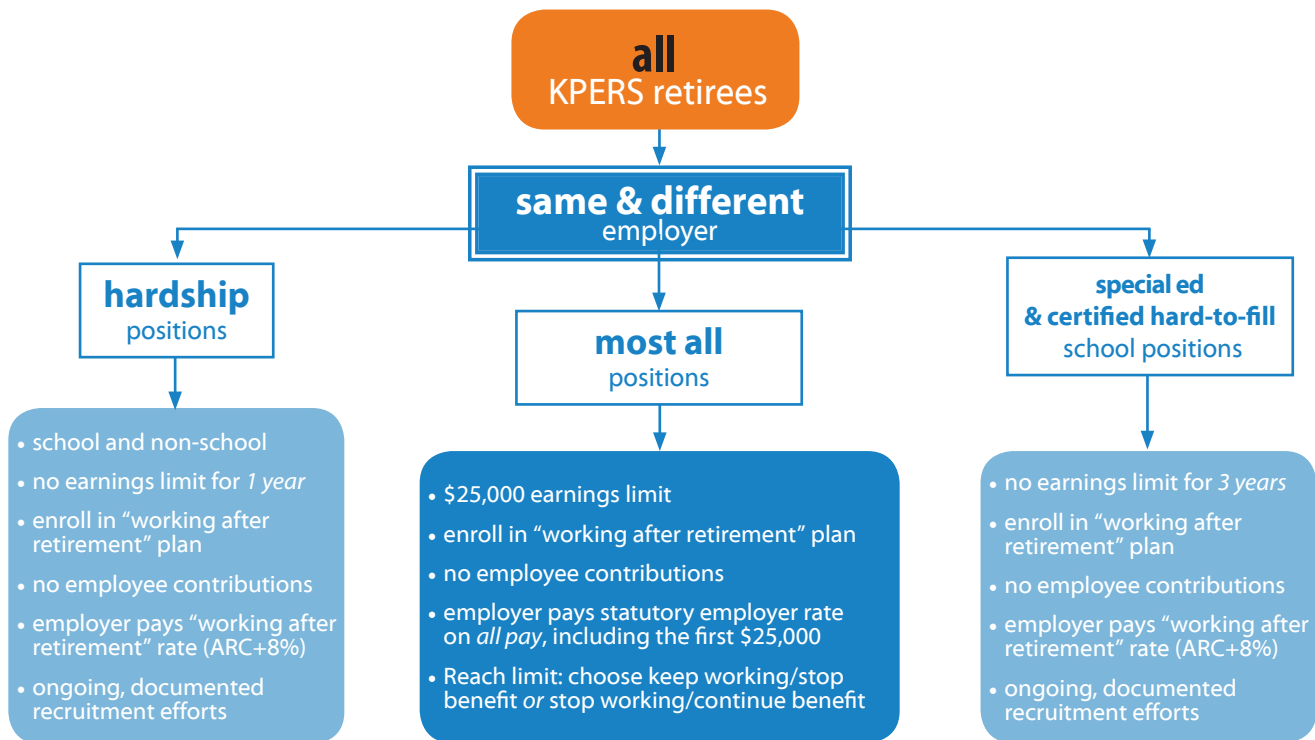 all
KPERS retirees
same & different
employer
hardship
positions
• school and non-school
• no earnings limit for 1 year
• enroll in “working after
retirement” plan
• no employee contributions
• employer pays “working after
retirement” rate (ARC+8%)
• ongoing, documented
recruitment efforts
most all
positions
• $25,000 earnings limit
• enroll in “working after retirement” plan
• no employee contributions
• employer pays statutory employer rate
on all pay, including the first $25,000
• Reach limit: choose keep working/stop
benefit or stop working/continue benefit
special ed
& certified hard-to-fill
school positions
• no earnings limit for 3 years
• enroll in “working after
retirement” plan
• no employee contributions
• employer pays “working after
retirement” rate (ARC+8%)
• ongoing, documented
recruitment efforts